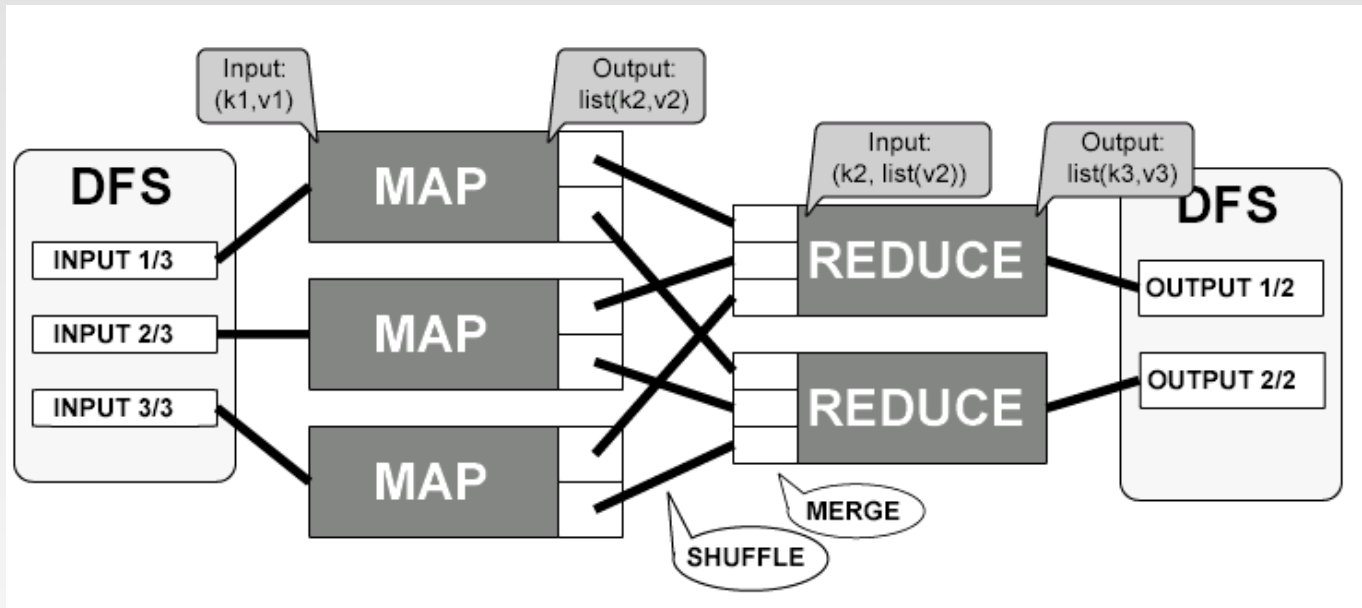 Input:
(k1,v1)
Output:
list(k2,v2)
DFS
INPUT 1/3
INPUT 2/3
INPUT 3/3
MAP
MAP
MAP
Input:
(k2, list(v2))
Output:
list(k3,v3)
REDUCE
REDUCE
DFS
OUTPUT 1/2
OUTPUT 2/2
MERGE
SHUFFLE